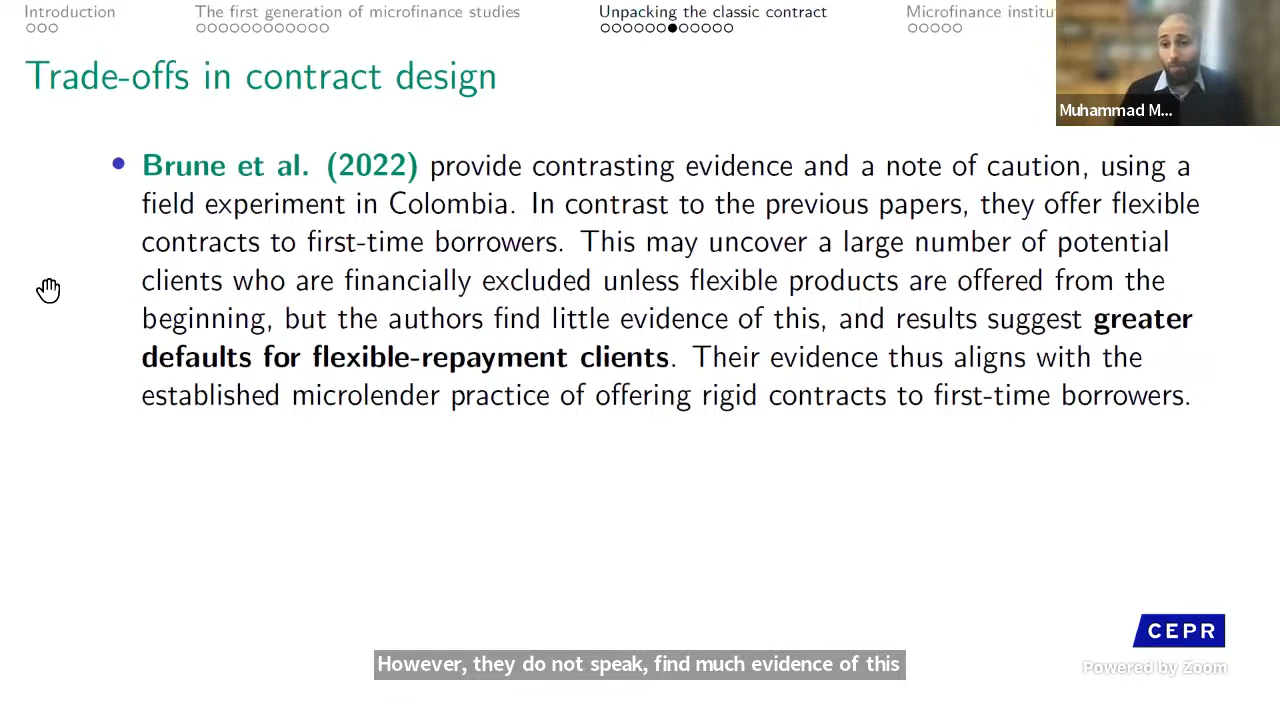 Introduction
The first generation of microfinance studies
Unpacking the classic contract
Microfinance institu
Trade-offs in contract design
Muhammad M...
Brune et al. (2022) provide contrasting evidence and a note of caution, using a
field experiment in Colombia. In contrast to the previous papers, they offer flexible
contracts to first-time borrowers. This may uncover a large number of potential
clients who are financially excluded unless flexible products are offered from the
beginning, but the authors find little evidence of this, and results suggest greater
defaults for flexible-repayment clients. Their evidence thus aligns with the
established microlender practice of offering rigid contracts to first-time borrowers.
CEPR
However, they do not speak, find much evidence of this
Powered by Zoom